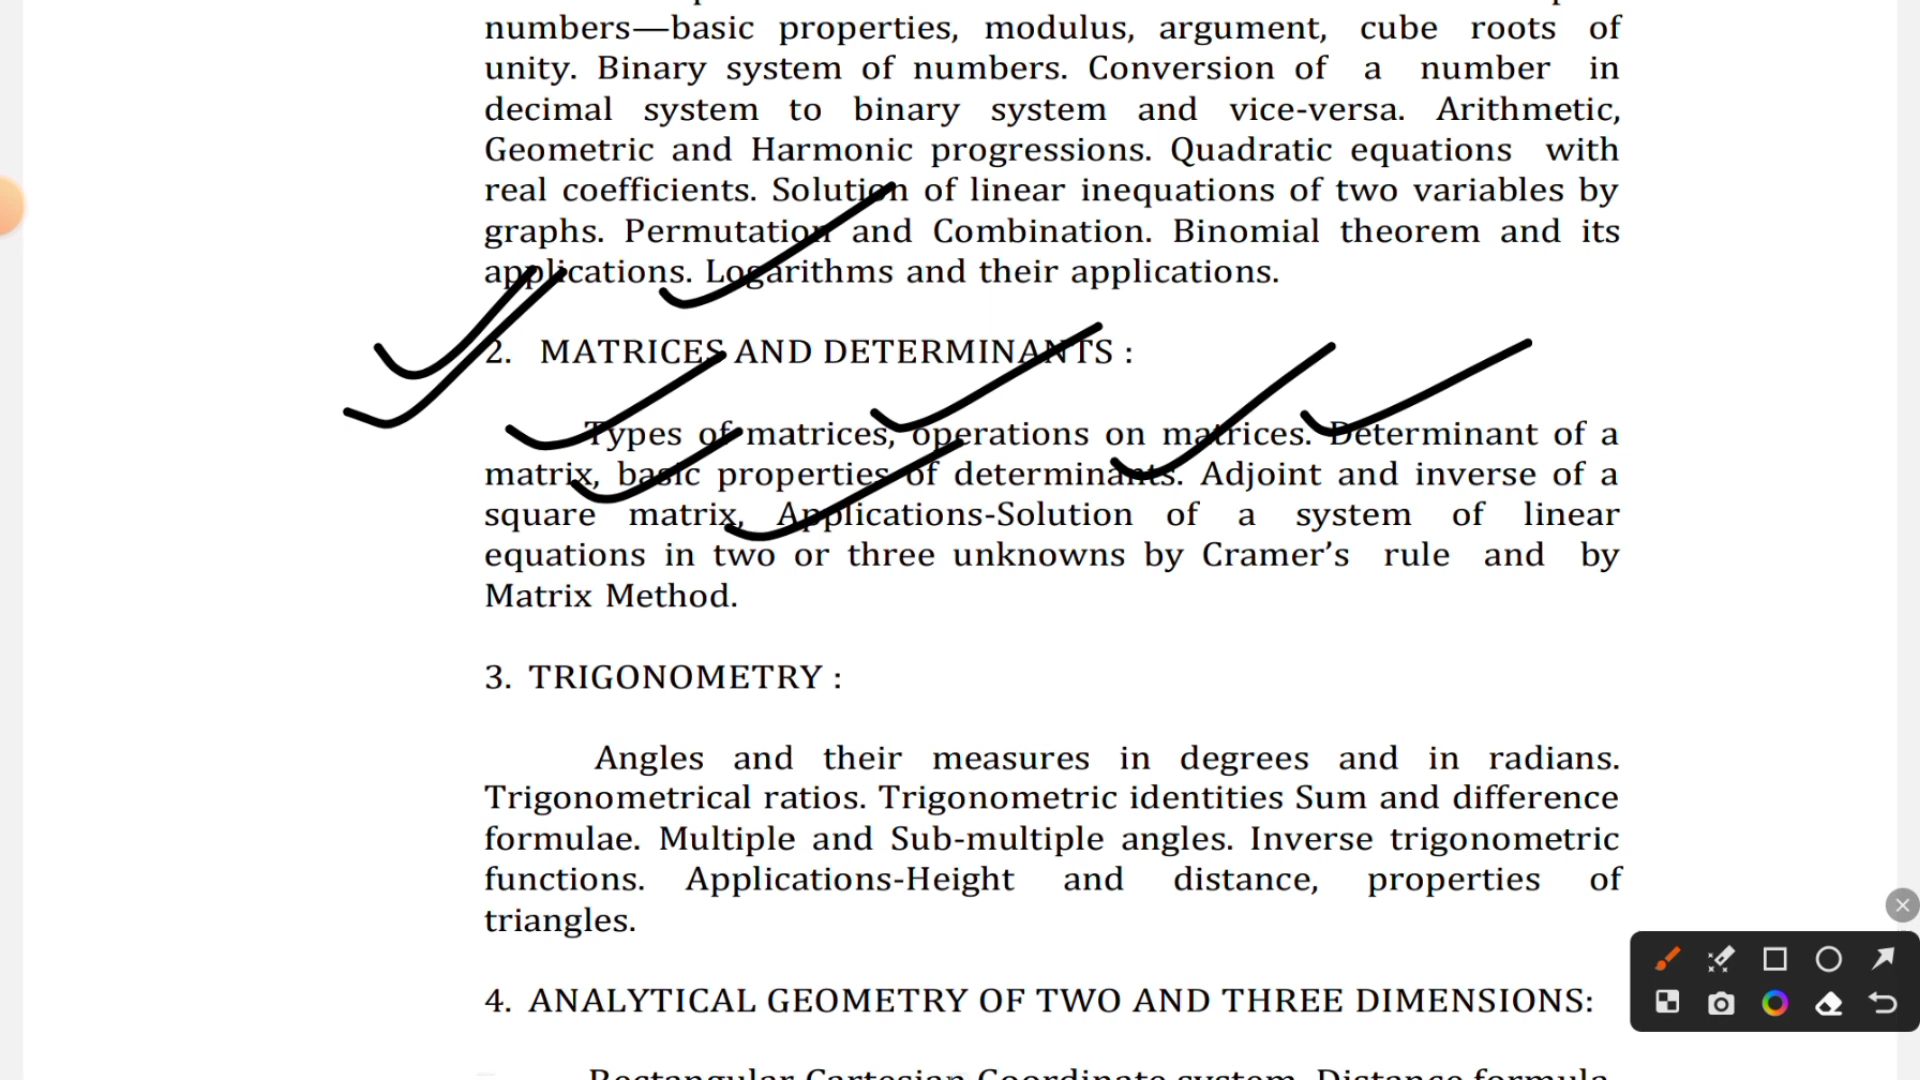 numbers—basic properties, modulus, argument, cube roots of
unity. Binary system of numbers. Conversion of a number in
decimal system to binary system and vice-versa. Arithmetic,
Geometric and Harmonic progressions. Quadratic equations with
real coefficients. Solution of linear inequations of two variables by
graphs. Permutation and Combination. Binomial theorem and its
applications. Logarithms and their applications.
2. MATRICES AND DETERMINANTS :
Types of matrices, operations on matrices. Determinant of a
matrix, basic properties of determinants. Adjoint and inverse of a
square matrix, Applications-Solution of a system of linear
equations in two or three unknowns by Cramer’s rule and by
Matrix Method.
3. TRIGONOMETRY :
Angles and their measures in degrees and in radians.
Trigonometrical ratios. Trigonometric identities Sum and difference
formulae. Multiple and Sub-multiple angles. Inverse trigonometric
functions. Applications-Height and distance, properties of
triangles.
4. ANALYTICAL GEOMETRY OF TWO AND THREE DIMENSIONS:
Rectangular Cartesian Coordinate system. Distance formula